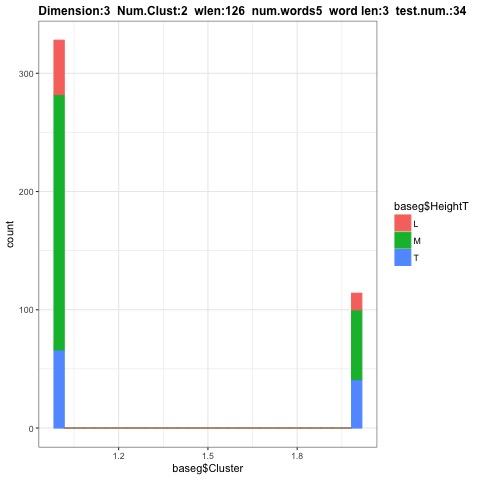 Dimension:3 Num.Clust:2 wlen:126 num.words5 word len:3 test.num.:34
300
200
100
0
count
1.2 1.5 1.8
baseg$Cluster
baseg$HeightT
L
M
T